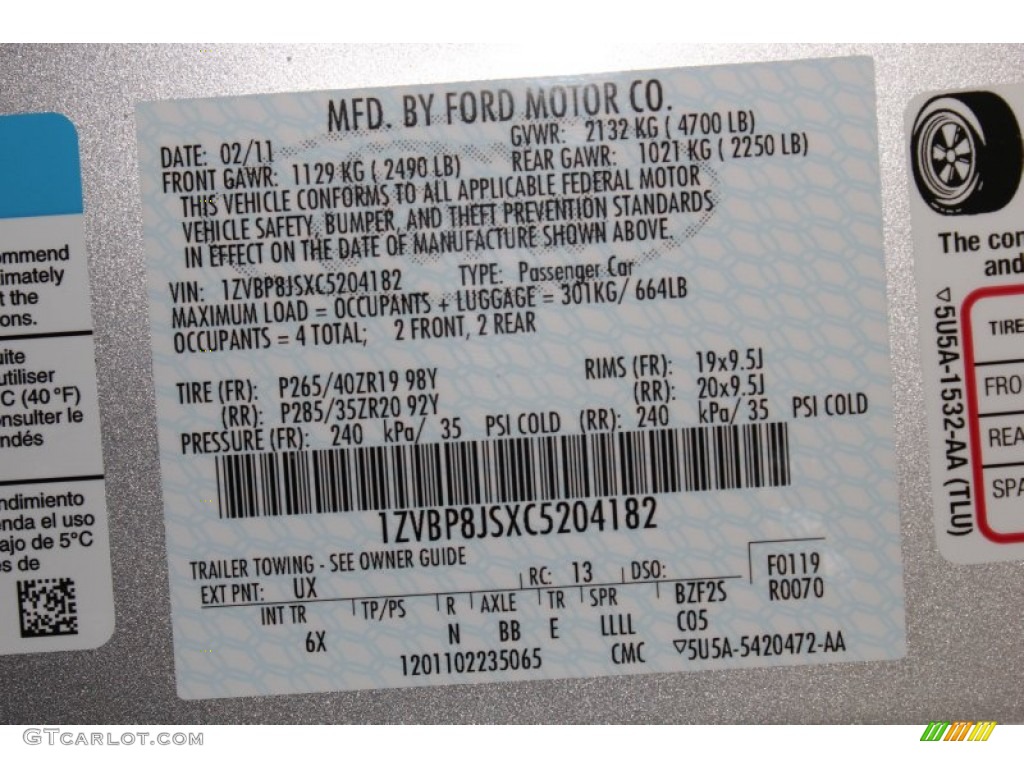 MFD. BY FORD MOTOR CO.
DATE: 02/11 GVWR: 2132 KG ( 4700 LB)
FRONT GAWR: 1129 KG ( 2490 LB) REAR GAWR: 1021 KG ( 2250 LB)
THIS VEHICLE CONFORMS TO ALL APPLICABLE FEDERAL MOTOR
VEHICLE SAFETY, BUMPER, AND THEFT PREVENTION STANDARDS
IN EFFECT ON THE DATE OF MANUFACTURE SHOWN ABOVE.
VIN: 1ZVBP8JSXC5204182 TYPE: Passenger Car
MAXIMUM LOAD = OCCUPANTS + LUGGAGE = 301KG/ 664LB
OCCUPANTS = 4 TOTAL; 2 FRONT, 2 REAR
TIRE (FR): P265/40ZR19 98Y RIMS (FR): 19x9.5J
(RR): P285/35ZR20 92Y (RR): 20x9.5J
PRESSURE (FR): 240 kPa/ 35 PSI COLD (RR): 240 kPa/ 35 PSI COLD
1ZVBP8JSXC5204182
TRAILER TOWING - SEE OWNER GUIDE
EXT PNT: UX RC: 13 DSO: F0119
INT TR TP/PS R AXLE TR SPR BZF2S R0070
6X N BB E LLLL C05
1201102235065 CMC ▽5U5A-5420472-AA
ommend
ximately
t the
ons.
uite
utiliser
C (40 °F)
onsulter le
ndés
ndimiento
enda el uso
ajo de 5°C
s de
The con
and
TIRE
FRO
REA
SPA
▽5U5A-1532-AA (TLU)
GTCARLOT.COM